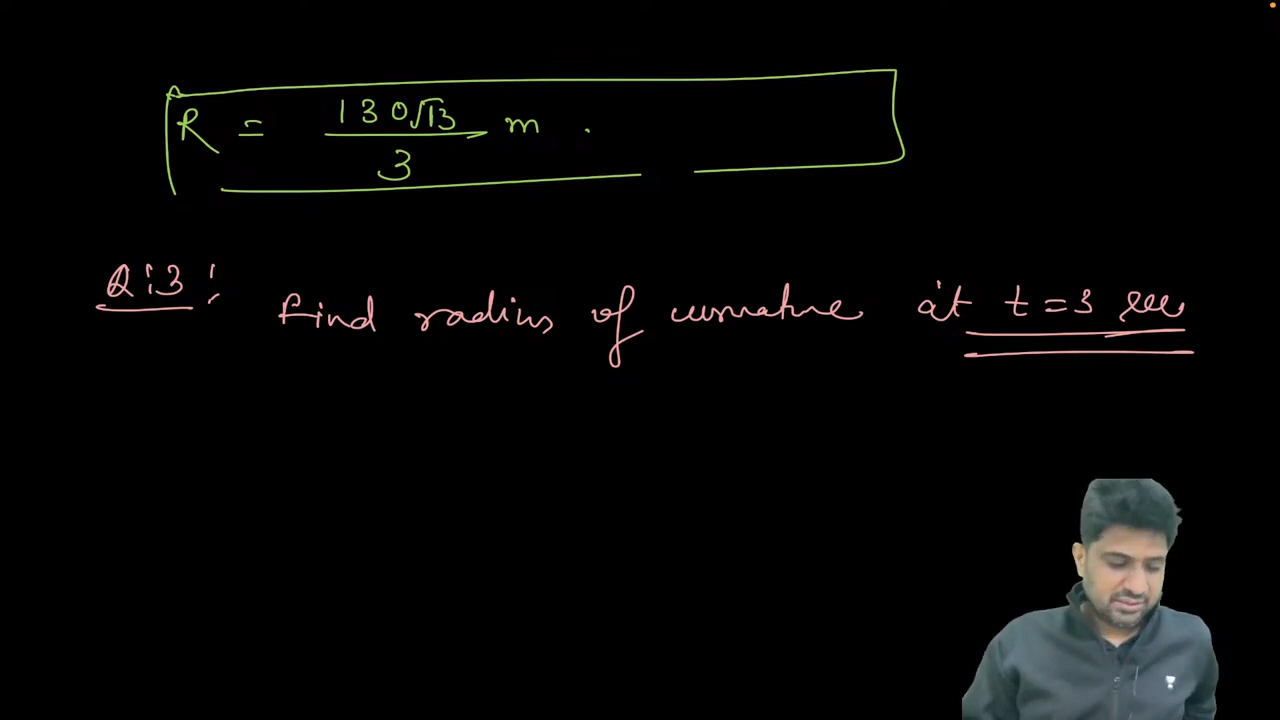 R = 130√13/3 m .
Q:3: Find radius of curvature at t = 3 sec